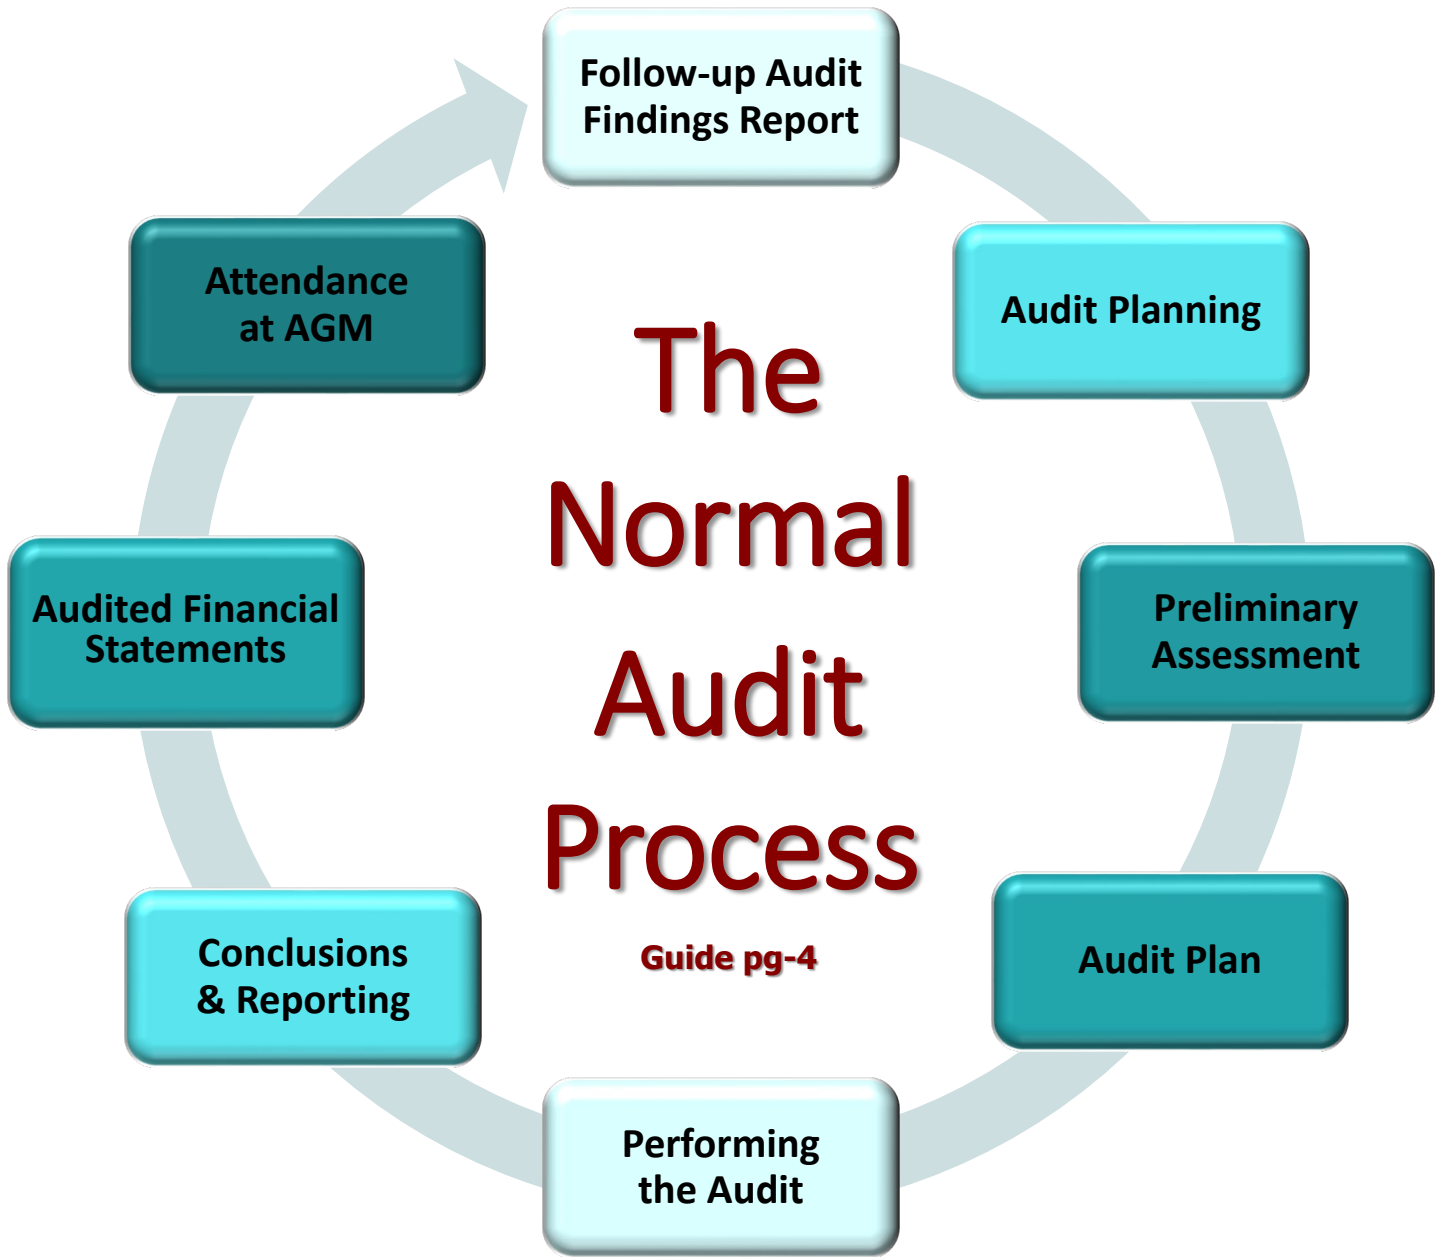 Follow-up Audit
Findings Report
Audit Planning
Preliminary
Assessment
Audit Plan
Performing
the Audit
Conclusions
& Reporting
Audited Financial
Statements
Attendance
at AGM
The
Normal
Audit
Process
Guide pg-4